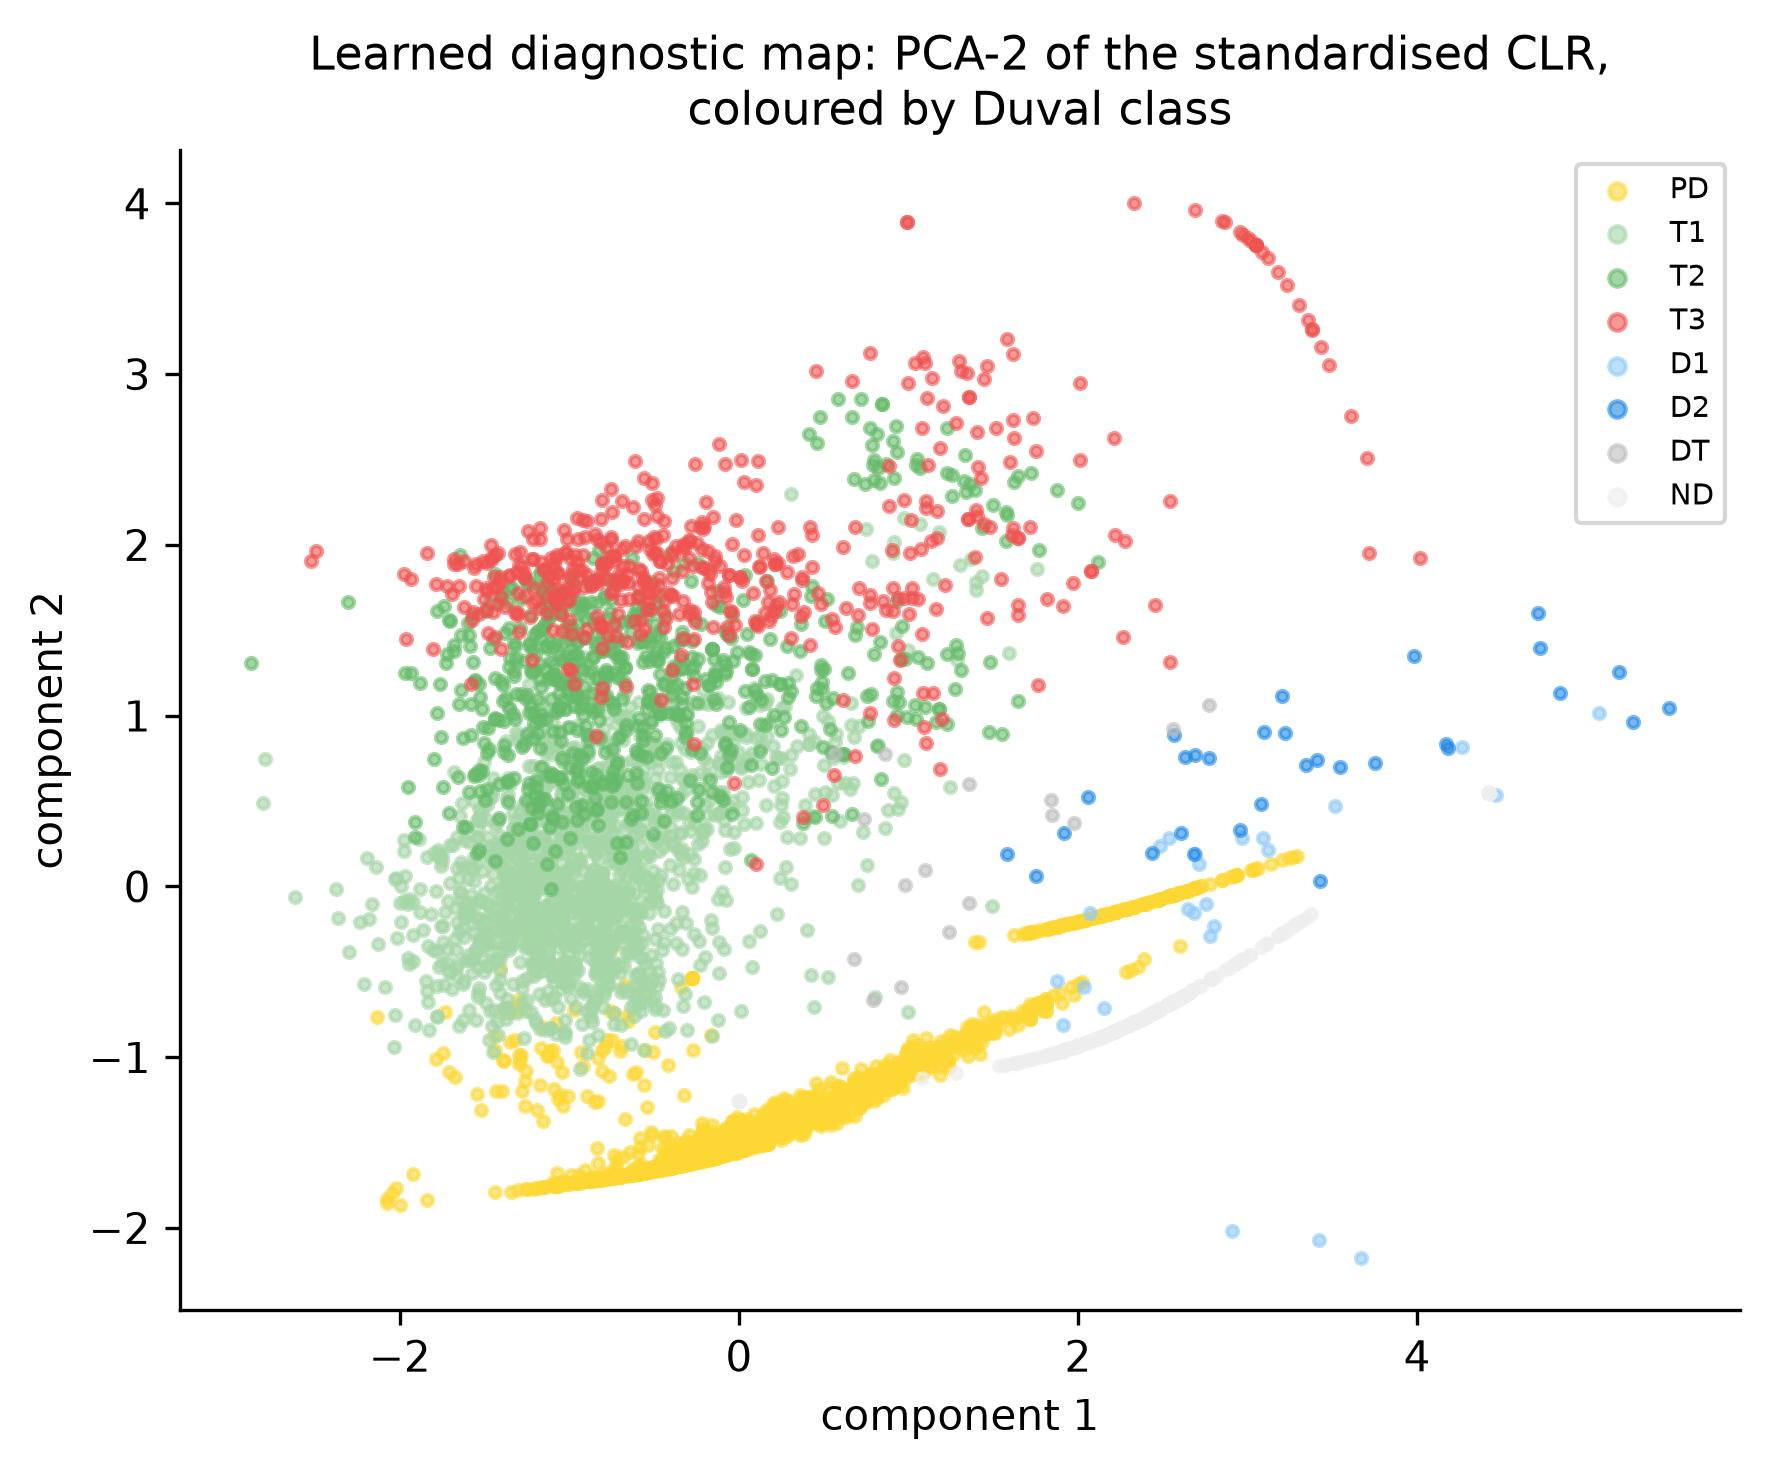 Learned diagnostic map: PCA-2 of the standardised CLR,
coloured by Duval class
PD
T1
T2
T3
D1
D2
DT
ND
4
3
2
1
0
−1
−2
component 2
−2
0
2
4
component 1